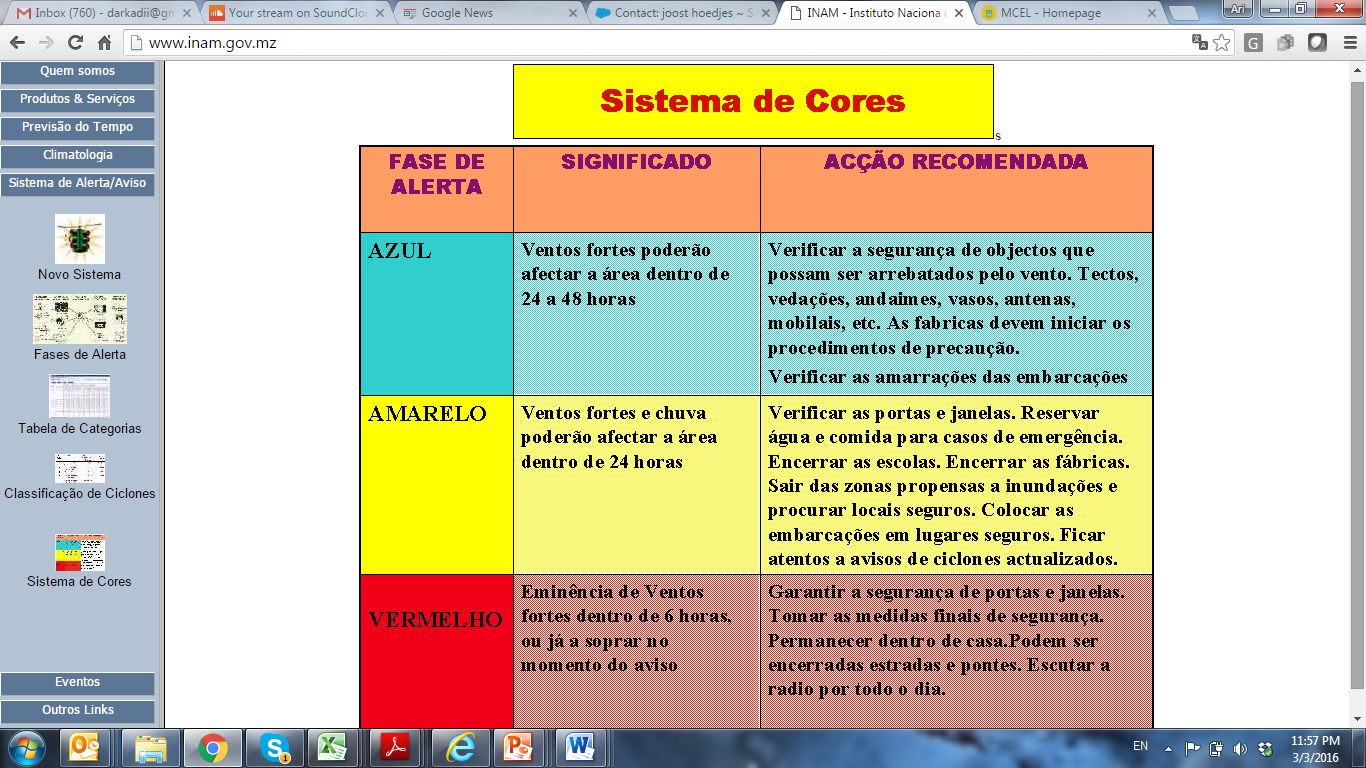 Inbox (760) - darkadii@gm
Your stream on SoundClou
Google News
Contact: joost hoedjes ~ S
INAM - Instituto Naciona
MCEL - Homepage
Ari
www.inam.gov.mz
Quem somos
Produtos & Serviços
Previsão do Tempo
Climatologia
Sistema de Alerta/Aviso
Novo Sistema
Fases de Alerta
Tabela de Categorias
Classificação de Ciclones
Sistema de Cores
Eventos
Outros Links
Sistema de Cores
s
FASE DE
ALERTA
SIGNIFICADO
ACÇÃO RECOMENDADA
AZUL
Ventos fortes poderão
afectar a área dentro de
24 a 48 horas
Verificar a segurança de objectos que
possam ser arrebatados pelo vento. Tectos,
vedações, andaimes, vasos, antenas,
mobilais, etc. As fabricas devem iniciar os
procedimentos de precaução.
Verificar as amarrações das embarcações
AMARELO
Ventos fortes e chuva
poderão afectar a área
dentro de 24 horas
Verificar as portas e janelas. Reservar
água e comida para casos de emergência.
Encerrar as escolas. Encerrar as fábricas.
Sair das zonas propensas a inundações e
procurar locais seguros. Colocar as
embarcações em lugares seguros. Ficar
atentos a avisos de ciclones actualizados.
VERMELHO
Eminência de Ventos
fortes dentro de 6 horas,
ou já a soprar no
momento do aviso
Garantir a segurança de portas e janelas.
Tomar as medidas finais de segurança.
Permanecer dentro de casa.Podem ser
encerradas estradas e pontes. Escutar a
radio por todo o dia.
EN
11:57 PM
3/3/2016